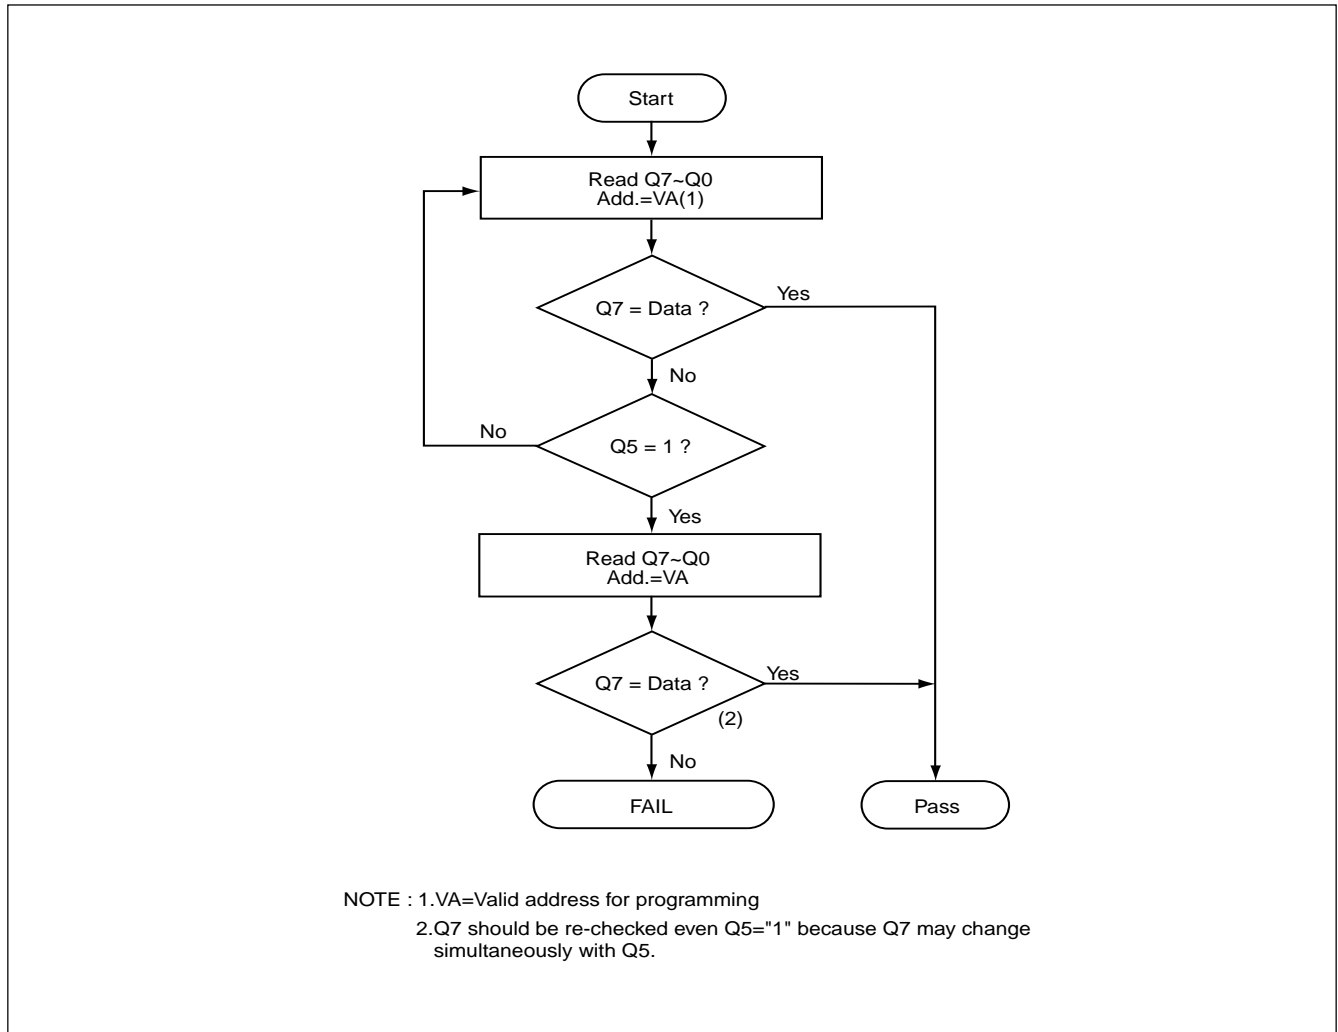 Start
Read Q7~Q0
Add.=VA(1)
Q7 = Data ?
Yes
No
No
Q5 = 1 ?
Yes
Read Q7~Q0
Add.=VA
Q7 = Data ?
Yes
(2)
No
FAIL
Pass
NOTE : 1.VA=Valid address for programming
2.Q7 should be re-checked even Q5="1" because Q7 may change
simultaneously with Q5.